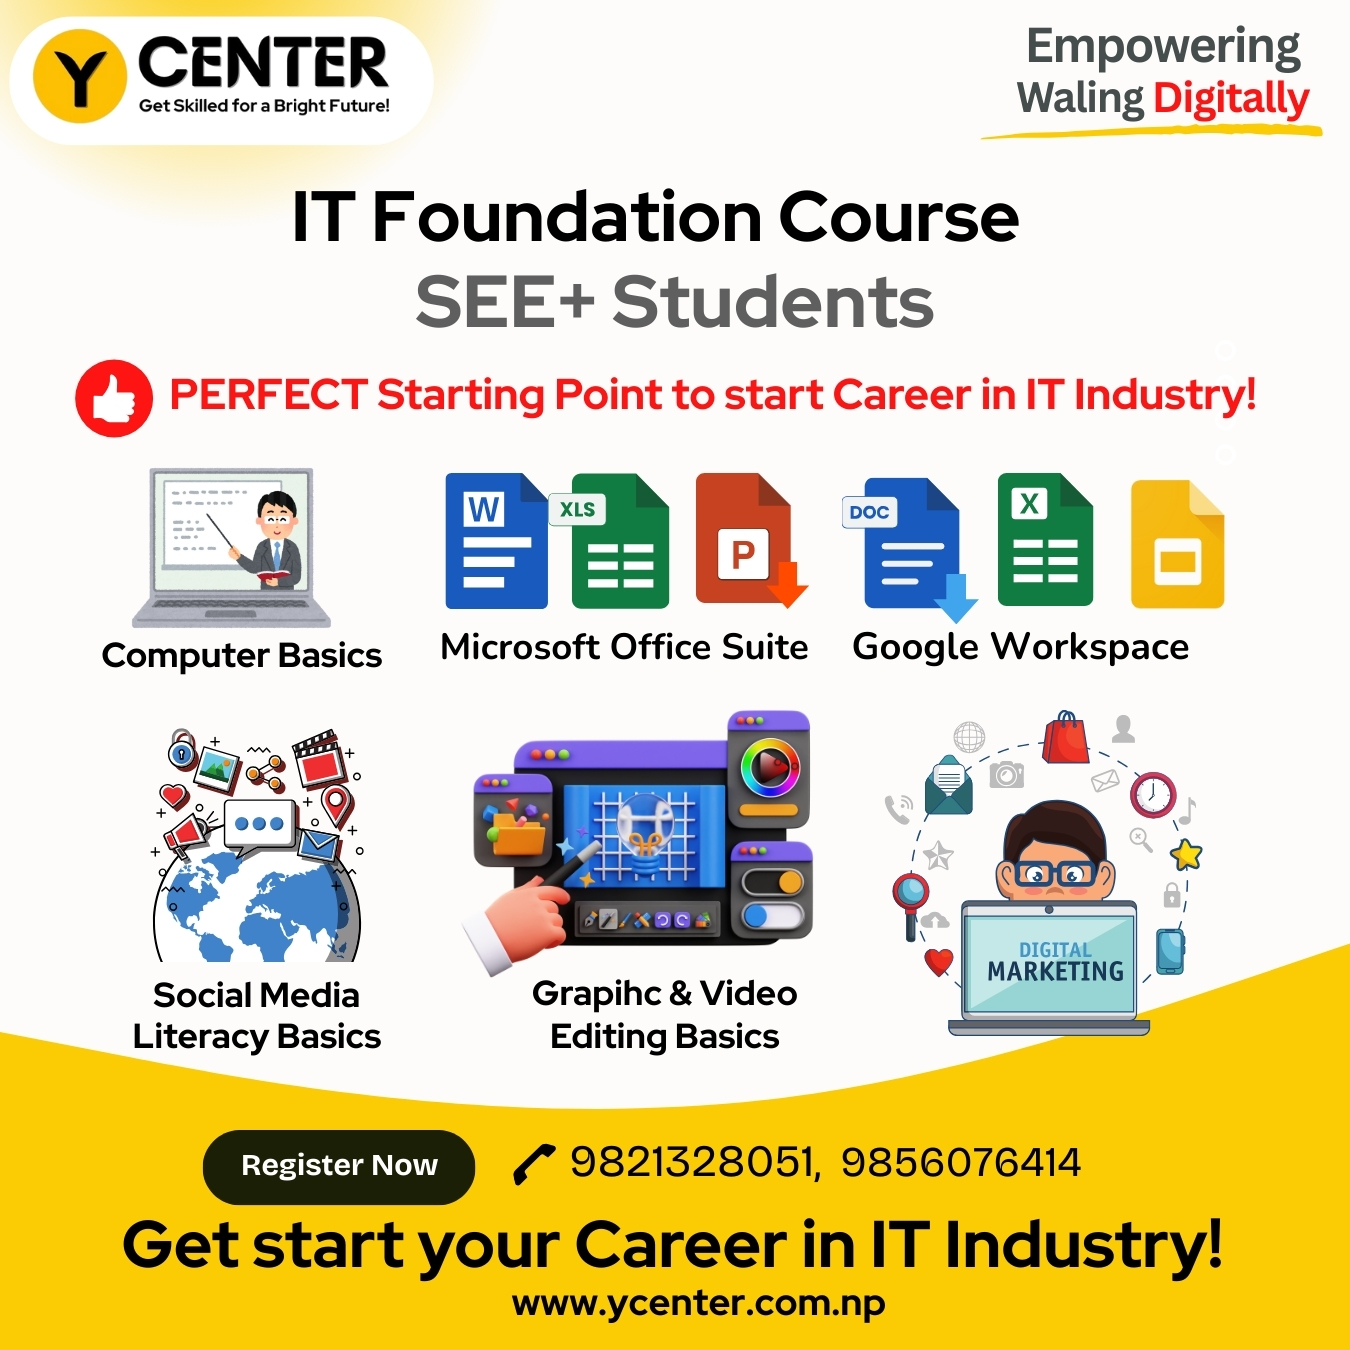 Y CENTER
Get Skilled for a Bright Future!
Empowering
Waling Digitally
IT Foundation Course
SEE+ Students
PERFECT Starting Point to start Career in IT Industry!
W
XLS
P
DOC
X
Computer Basics
Microsoft Office Suite
Google Workspace
DIGITAL
MARKETING
Social Media
Literacy Basics
Grapihc & Video
Editing Basics
Register Now
9821328051, 9856076414
Get start your Career in IT Industry!
www.ycenter.com.np